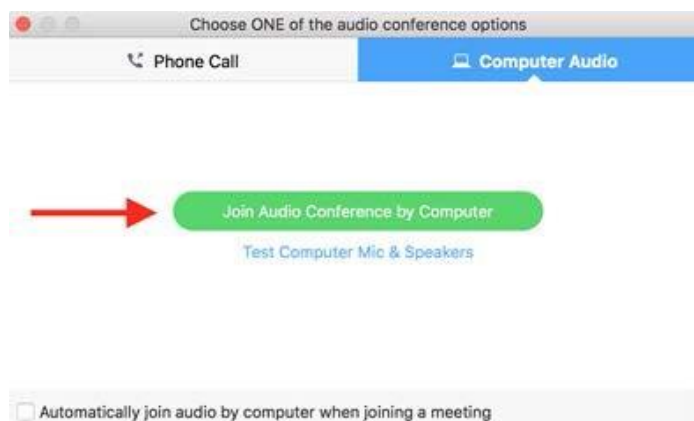 Choose ONE of the audio conference options
Phone Call
Computer Audio
Join Audio Conference by Computer
Test Computer Mic & Speakers
Automatically join audio by computer when joining a meeting